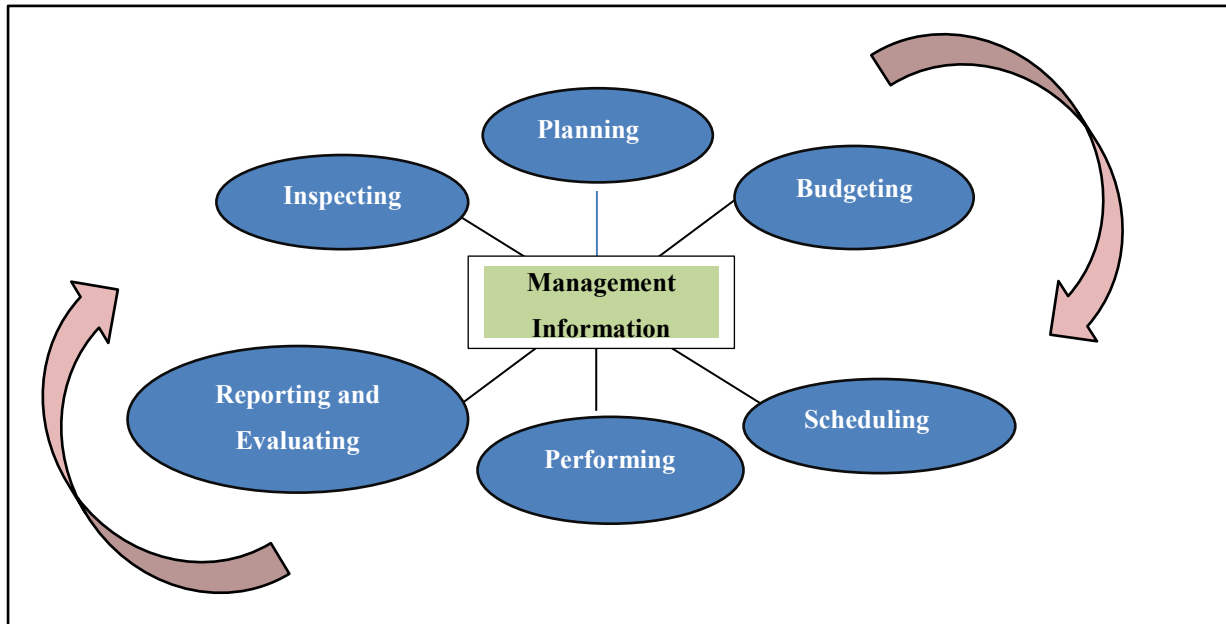 Planning
Inspecting
Budgeting
Management
Information
Reporting and
Evaluating
Scheduling
Performing